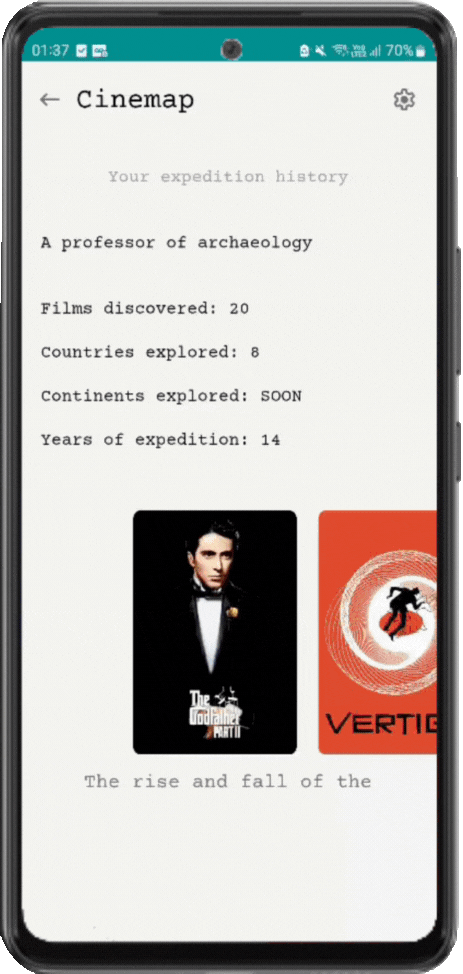 01:37 70%
Cinemap
Your expedition history
A professor of archaeology
Films discovered: 20
Countries explored: 8
Continents explored: SOON
Years of expedition: 14
The
Godfather
PART II
VERTIG
The rise and fall of the